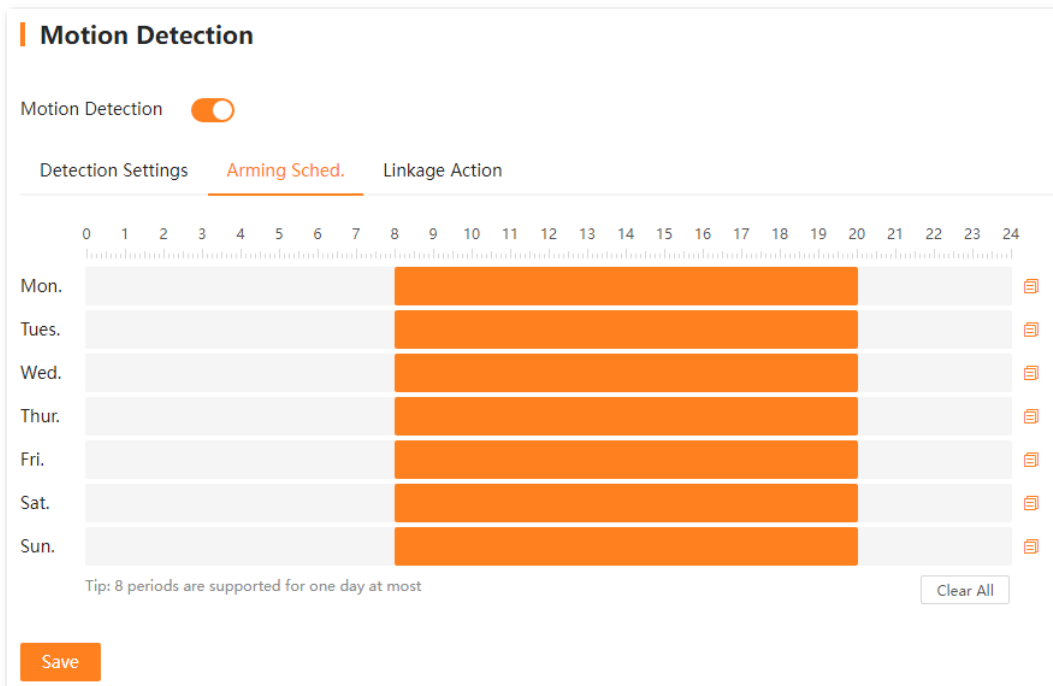 Motion Detection
Motion Detection
Detection Settings Arming Sched. Linkage Action
0 1 2 3 4 5 6 7 8 9 10 11 12 13 14 15 16 17 18 19 20 21 22 23 24
Mon.
Tues.
Wed.
Thur.
Fri.
Sat.
Sun.
Tip: 8 periods are supported for one day at most
Clear All
Save